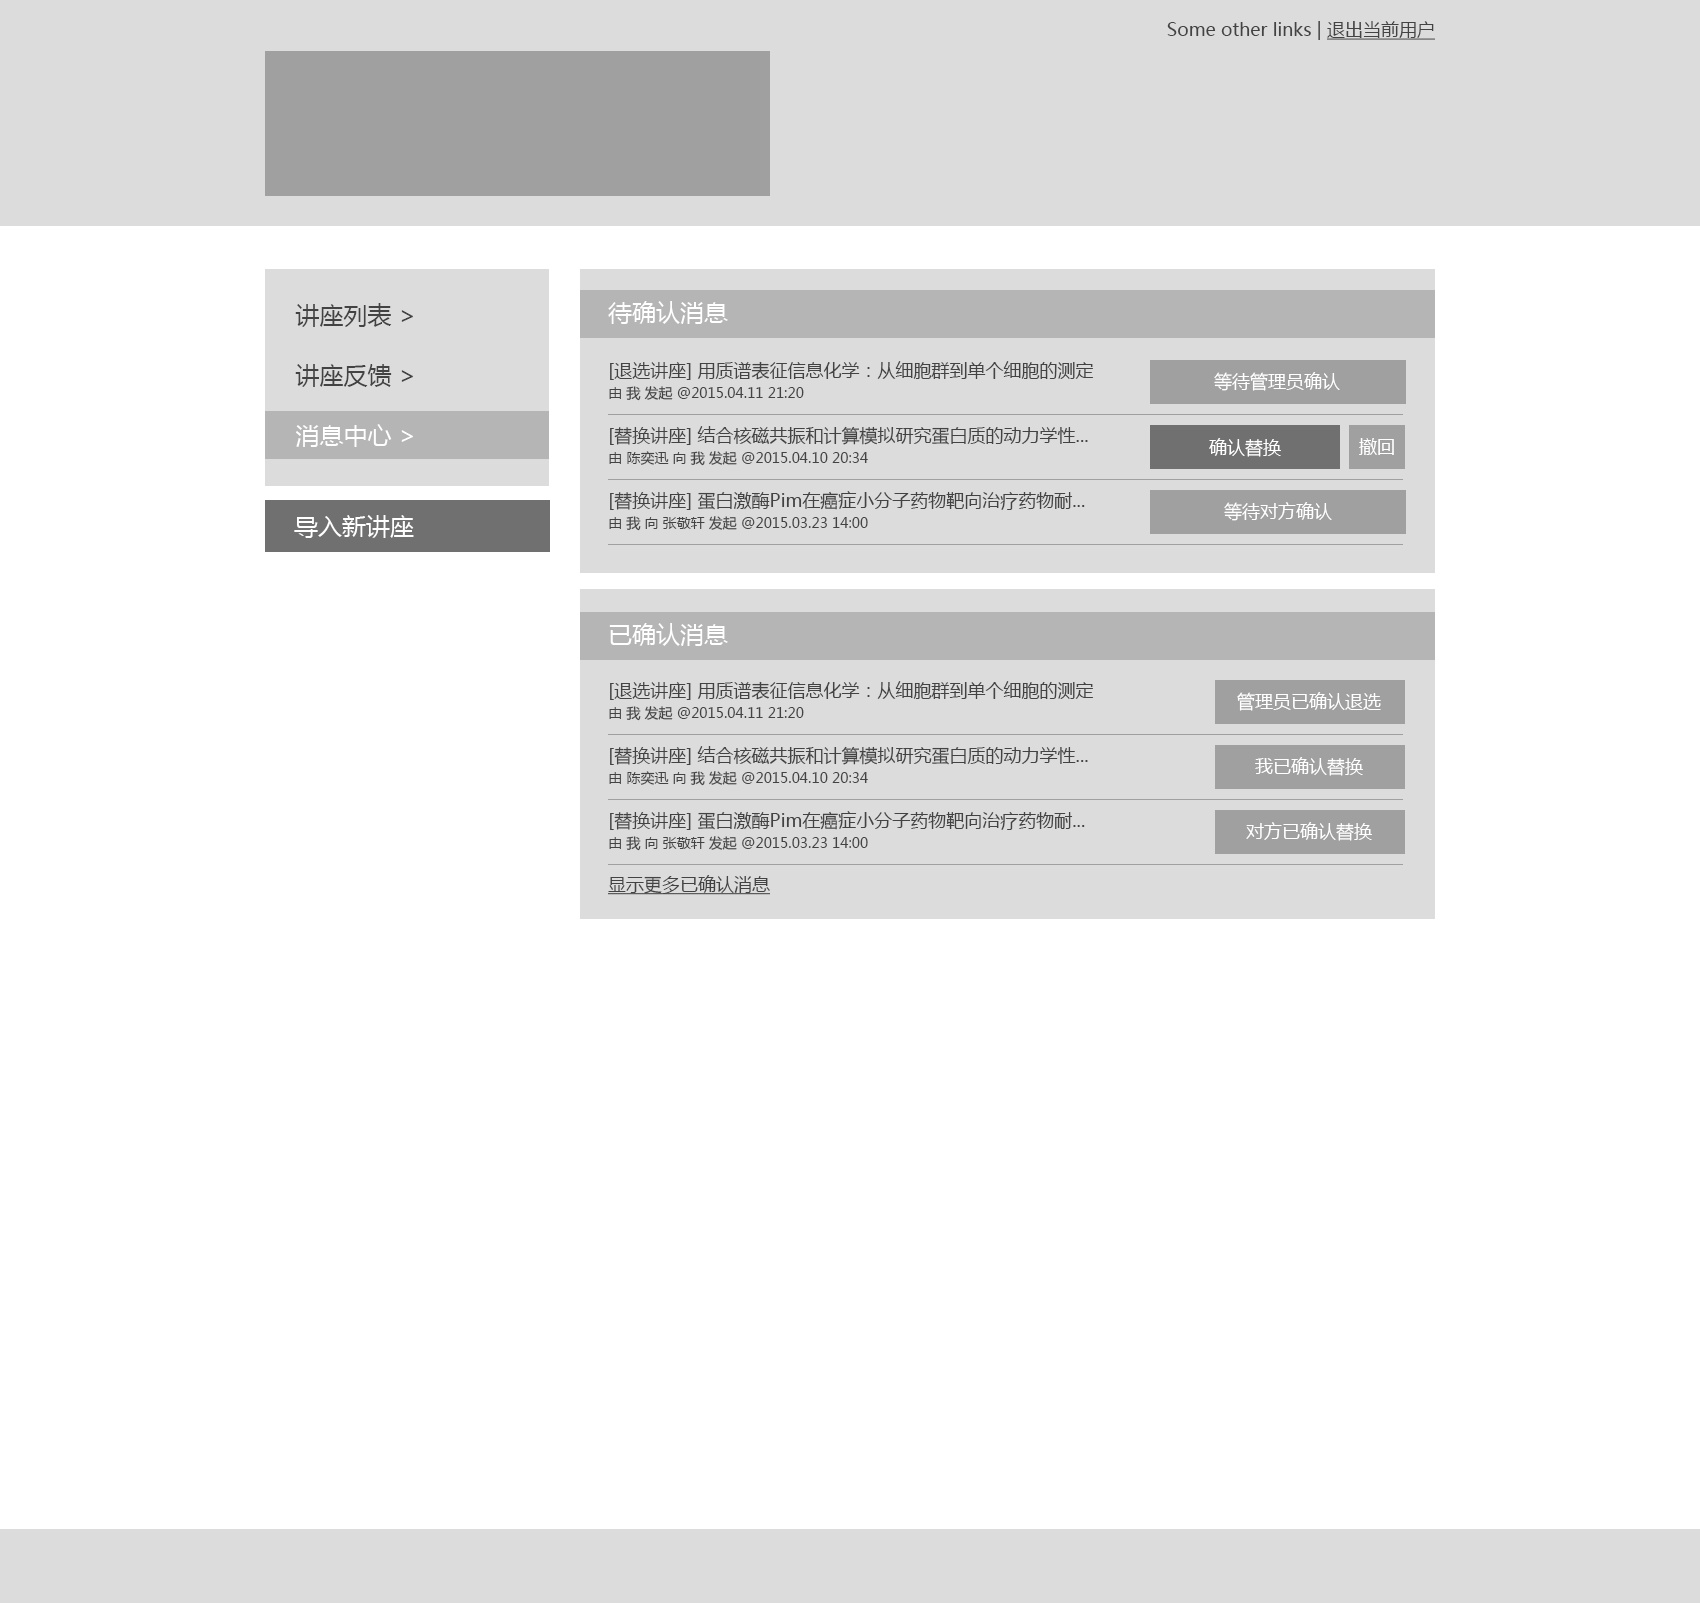 Some other links | 退出当前用户
讲座列表 >
讲座反馈 >
消息中心 >
导入新讲座
待确认消息
[退选讲座] 用质谱表征信息化学：从细胞群到单个细胞的测定
由 我 发起 @2015.04.11 21:20
等待管理员确认
[替换讲座] 结合核磁共振和计算模拟研究蛋白质的动力学性...
由 陈奕迅 向 我 发起 @2015.04.10 20:34
确认替换
撤回
[替换讲座] 蛋白激酶Pim在癌症小分子药物靶向治疗药物耐...
由 我 向 张敬轩 发起 @2015.03.23 14:00
等待对方确认
已确认消息
[退选讲座] 用质谱表征信息化学：从细胞群到单个细胞的测定
由 我 发起 @2015.04.11 21:20
管理员已确认退选
[替换讲座] 结合核磁共振和计算模拟研究蛋白质的动力学性...
由 陈奕迅 向 我 发起 @2015.04.10 20:34
我已确认替换
[替换讲座] 蛋白激酶Pim在癌症小分子药物靶向治疗药物耐...
由 我 向 张敬轩 发起 @2015.03.23 14:00
对方已确认替换
显示更多已确认消息